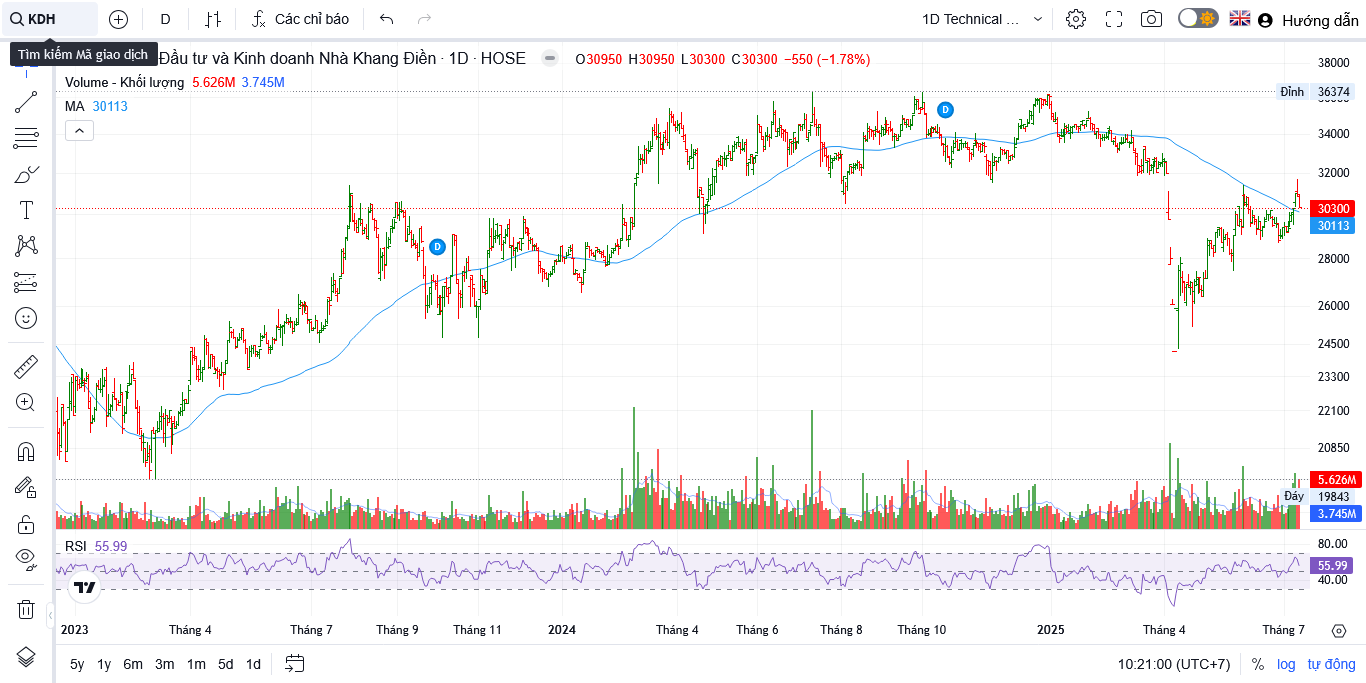 KDH
D
Các chỉ báo
1D Technical ...
Hướng dẫn
Tìm kiếm Mã giao dịch
Đầu tư và Kinh doanh Nhà Khang Điền · 1D · HOSE
O30950 H30950 L30300 C30300 −550 (−1.78%)
Volume - Khối lượng 5.626M 3.745M
MA 30113
D
D
38000
Đỉnh 36374
34000
32000
30300
30113
28000
26000
24500
23300
22100
20850
5.626M
Đáy 19843
3.745M
RSI 55.99
80.00
55.99
40.00
2023 Tháng 4 Tháng 7 Tháng 9 Tháng 11 2024 Tháng 4 Tháng 6 Tháng 8 Tháng 10 2025 Tháng 4 Tháng 7
5y 1y 6m 3m 1m 5d 1d
10:21:00 (UTC+7) % log tự động